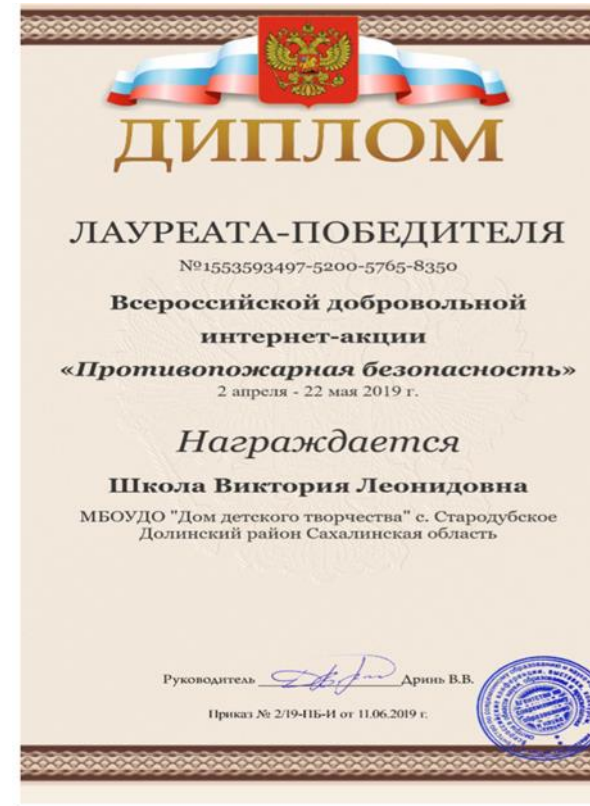 ДИПЛОМ
ЛАУРЕАТА-ПОБЕДИТЕЛЯ
№1553593497-5200-5765-8350
Всероссийской добровольной
интернет-акции
«Противопожарная безопасность»
2 апреля - 22 мая 2019 г.
Награждается
Школа Виктория Леонидовна
МБОУДО "Дом детского творчества" с. Стародубское
Долинский район Сахалинская область
Руководитель Дринь В.В.
Приказ № 2/19-ПБ-И от 11.06.2019 г.